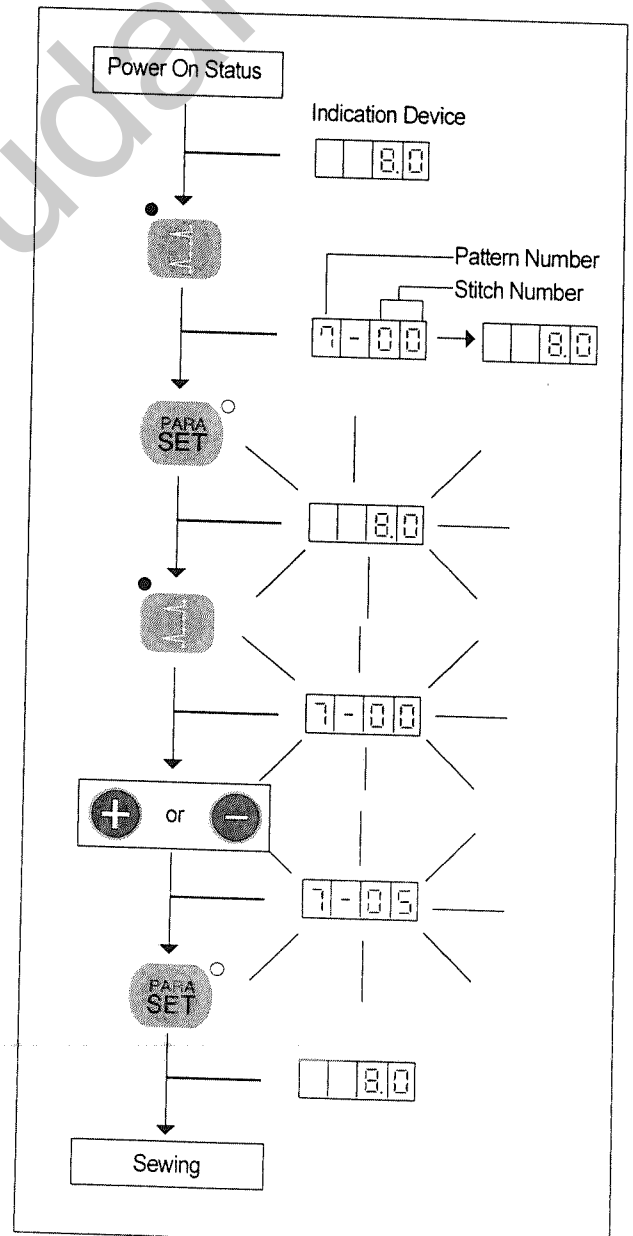 Power On Status
Indication Device
8.0
Pattern Number
Stitch Number
7-00
8.0
PARA
SET
8.0
7-00
or
7-05
PARA
SET
8.0
Sewing